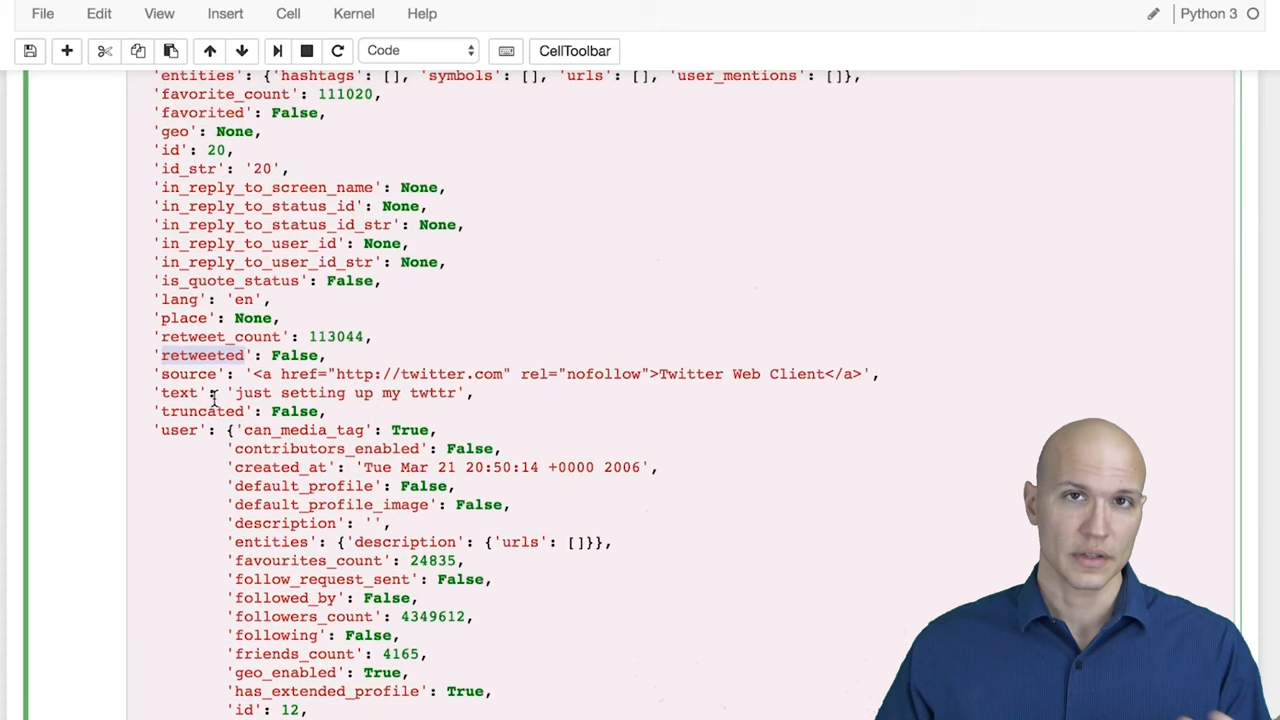 File Edit View Insert Cell Kernel Help Python 3
Code CellToolbar
'entities': {'hashtags': [], 'symbols': [], 'urls': [], 'user_mentions': []},
'favorite_count': 111020,
'favorited': False,
'geo': None,
'id': 20,
'id_str': '20',
'in_reply_to_screen_name': None,
'in_reply_to_status_id': None,
'in_reply_to_status_id_str': None,
'in_reply_to_user_id': None,
'in_reply_to_user_id_str': None,
'is_quote_status': False,
'lang': 'en',
'place': None,
'retweet_count': 113044,
'retweeted': False,
'source': '<a href="http://twitter.com" rel="nofollow">Twitter Web Client</a>',
'text': 'just setting up my twttr',
'truncated': False,
'user': {'can_media_tag': True,
'contributors_enabled': False,
'created_at': 'Tue Mar 21 20:50:14 +0000 2006',
'default_profile': False,
'default_profile_image': False,
'description': '',
'entities': {'description': {'urls': []}},
'favourites_count': 24835,
'follow_request_sent': False,
'followed_by': False,
'followers_count': 4349612,
'following': False,
'friends_count': 4165,
'geo_enabled': True,
'has_extended_profile': True,
'id': 12,